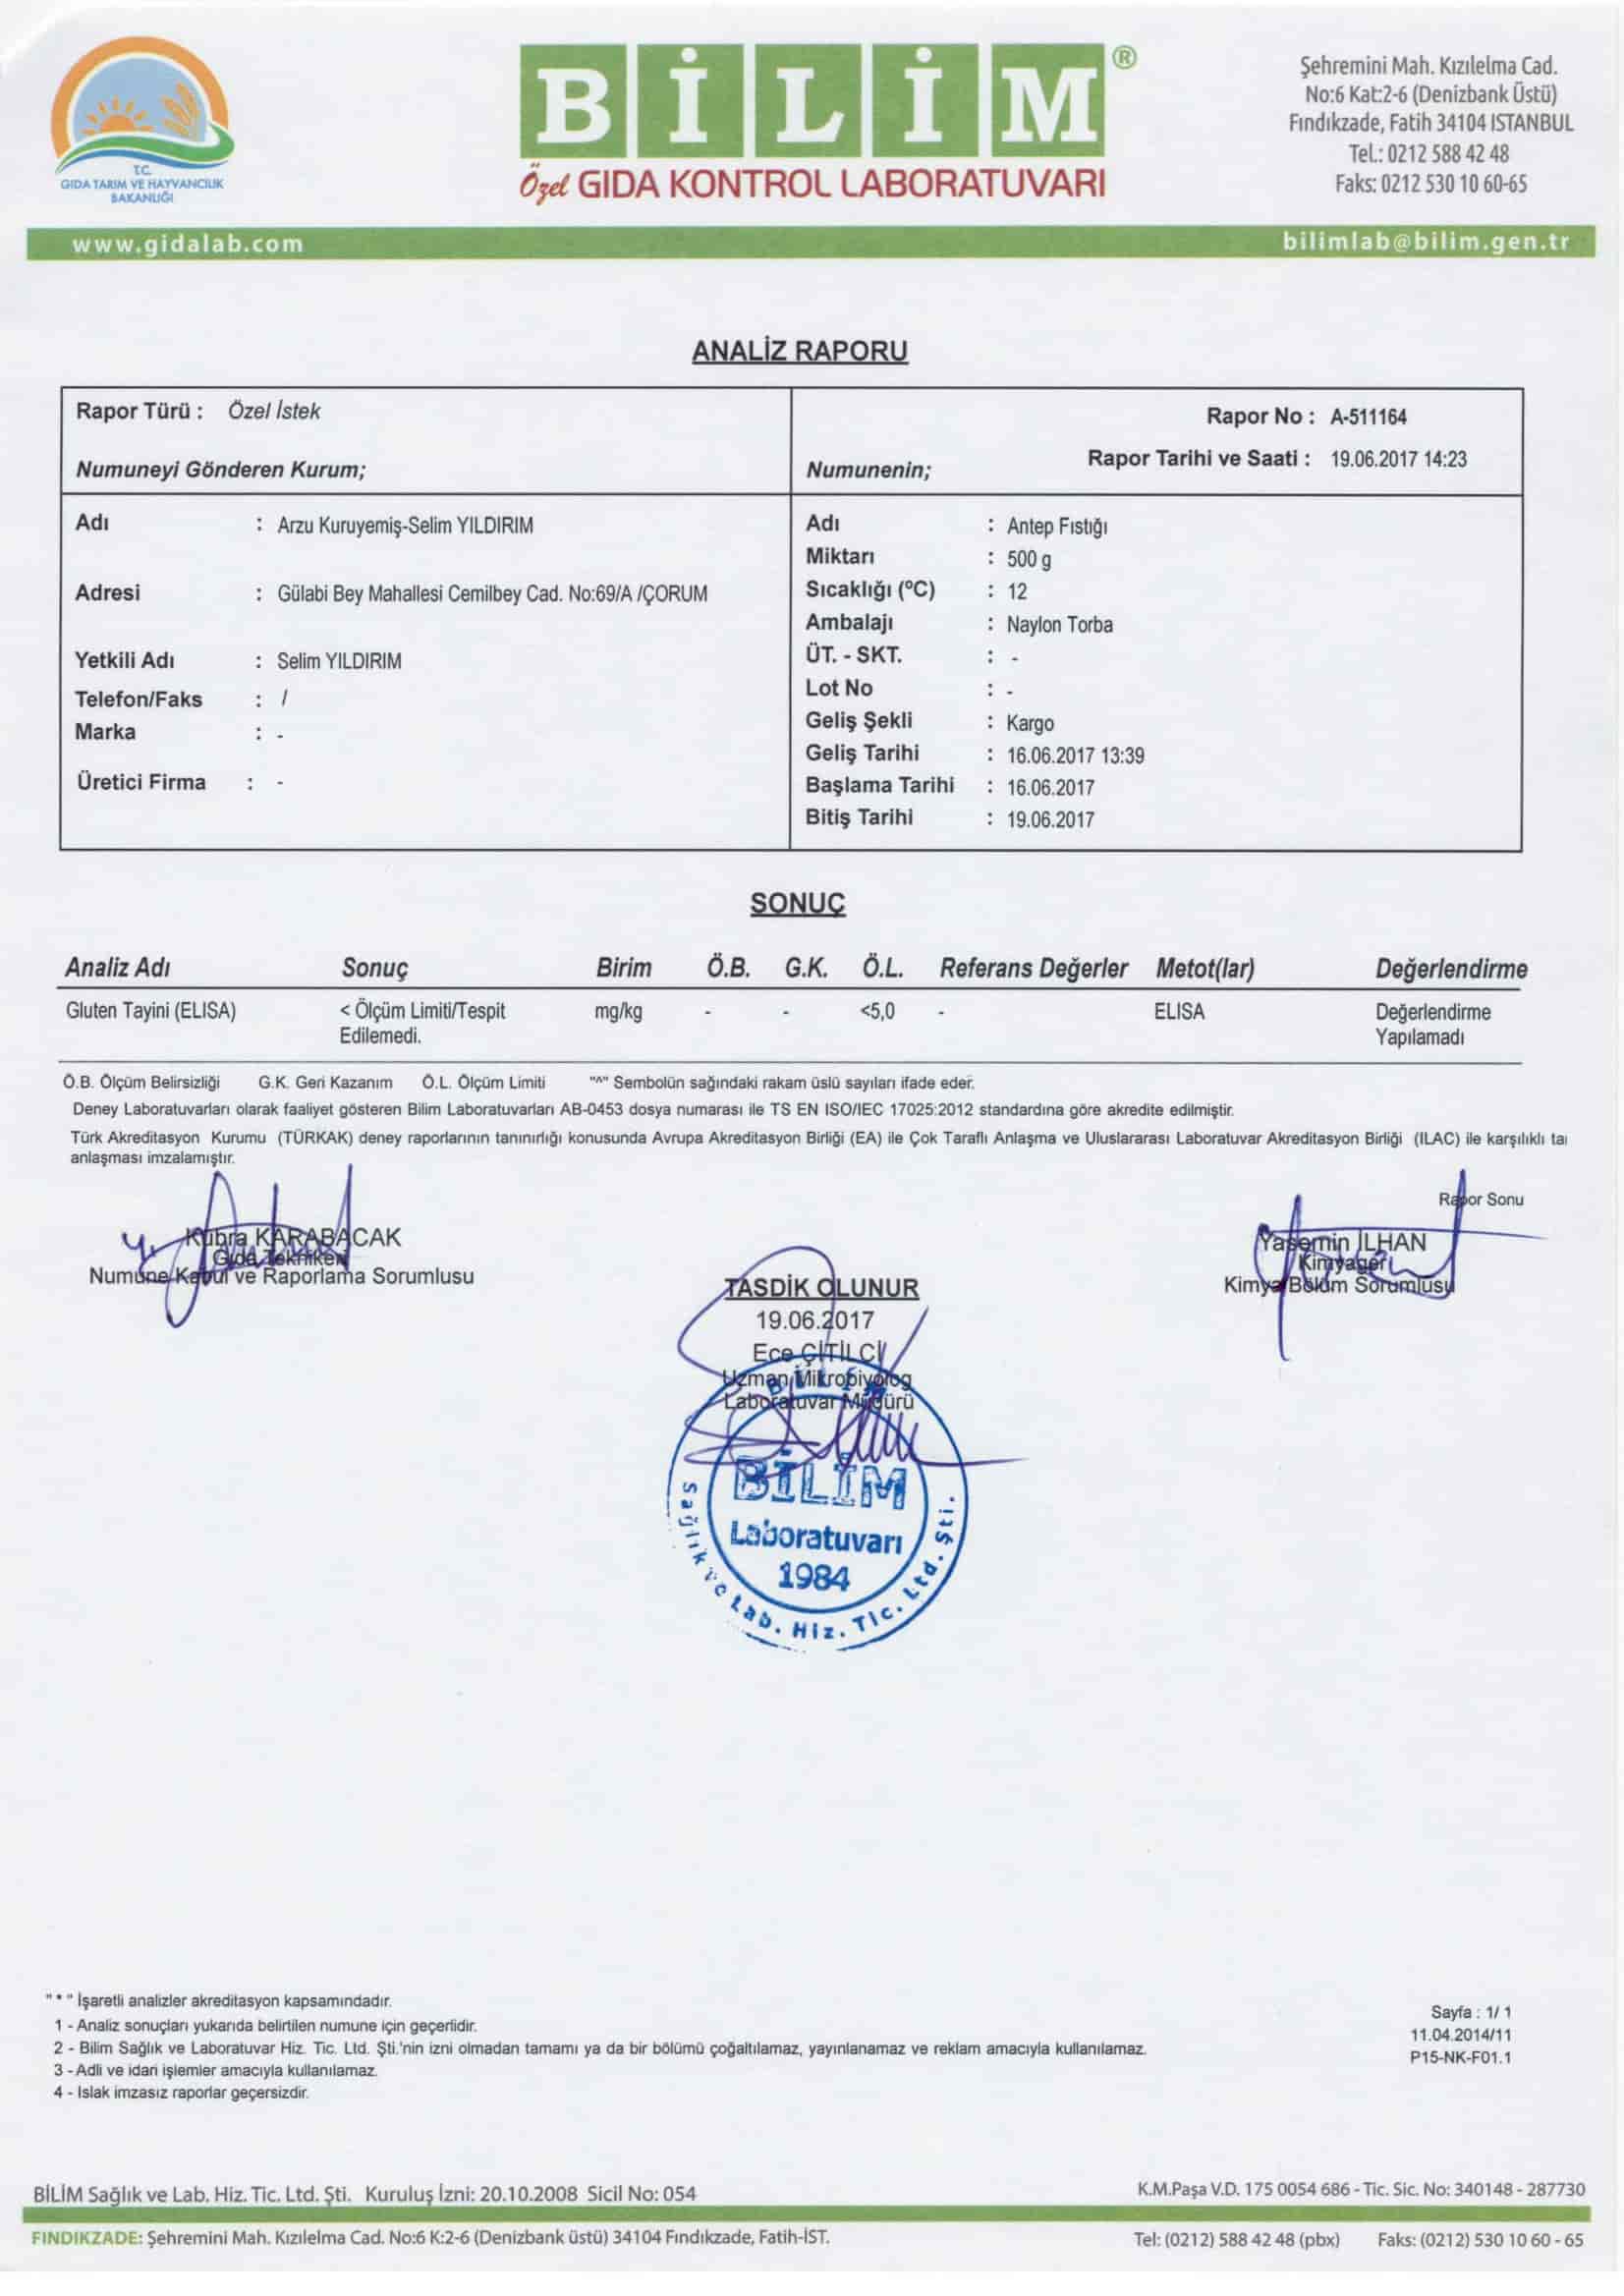 T.C.
GIDA TARIM VE HAYVANCILIK
BAKANLIĞI
BİLİM®
Özel GIDA KONTROL LABORATUVARI
Şehremini Mah. Kızılelma Cad.
No:6 Kat:2-6 (Denizbank Üstü)
Fındıkzade, Fatih 34104 ISTANBUL
Tel.: 0212 588 42 48
Faks: 0212 530 10 60-65
www.gidalab.com
bilimlab@bilim.gen.tr
ANALİZ RAPORU
Rapor Türü : Özel İstek
Numuneyi Gönderen Kurum;
Rapor No : A-511164
Rapor Tarihi ve Saati : 19.06.2017 14:23
Numunenin;
Adı : Arzu Kuruyemiş-Selim YILDIRIM
Adresi : Gülabi Bey Mahallesi Cemilbey Cad. No:69/A /ÇORUM
Yetkili Adı : Selim YILDIRIM
Telefon/Faks : /
Marka : -
Üretici Firma : -
Adı : Antep Fıstığı
Miktarı : 500 g
Sıcaklığı (ºC) : 12
Ambalajı : Naylon Torba
ÜT. - SKT. : -
Lot No : -
Geliş Şekli : Kargo
Geliş Tarihi : 16.06.2017 13:39
Başlama Tarihi : 16.06.2017
Bitiş Tarihi : 19.06.2017
SONUÇ
Analiz Adı Sonuç Birim Ö.B. G.K. Ö.L. Referans Değerler Metot(lar) Değerlendirme
Gluten Tayini (ELISA) < Ölçüm Limiti/Tespit mg/kg - - <5,0 - ELISA Değerlendirme
Edilemedi. Yapılamadı
Ö.B. Ölçüm Belirsizliği G.K. Geri Kazanım Ö.L. Ölçüm Limiti "^" Sembolün sağındaki rakam üslü sayıları ifade eder.
Deney Laboratuvarları olarak faaliyet gösteren Bilim Laboratuvarları AB-0453 dosya numarası ile TS EN ISO/IEC 17025:2012 standardına göre akredite edilmiştir.
Türk Akreditasyon Kurumu (TÜRKAK) deney raporlarının tanınırlığı konusunda Avrupa Akreditasyon Birliği (EA) ile Çok Taraflı Anlaşma ve Uluslararası Laboratuvar Akreditasyon Birliği (ILAC) ile karşılıklı taı
anlaşması imzalamıştır.
Rapor Sonu
Kübra KARABACAK
Gıda Teknikeri
Numune Kabul ve Raporlama Sorumlusu
Yasemin İLHAN
Kimyager
Kimya Bölüm Sorumlusu
TASDİK OLUNUR
19.06.2017
Ece ÇİTİLCİ
Uzman Mikrobiyolog
Laboratuvar Müdürü
BİLİM
BİLİM
Laboratuvarı
1984
Sağlık ve Lab. Hiz. Tic. Ltd. Şti.
" * " İşaretli analizler akreditasyon kapsamındadır.
1 - Analiz sonuçları yukarıda belirtilen numune için geçerlidir.
2 - Bilim Sağlık ve Laboratuvar Hiz. Tic. Ltd. Şti.'nin izni olmadan tamamı ya da bir bölümü çoğaltılamaz, yayınlanamaz ve reklam amacıyla kullanılamaz.
3 - Adli ve idari işlemler amacıyla kullanılamaz.
4 - Islak imzasız raporlar geçersizdir.
Sayfa : 1/ 1
11.04.2014/11
P15-NK-F01.1
BİLİM Sağlık ve Lab. Hiz. Tic. Ltd. Şti. Kuruluş İzni: 20.10.2008 Sicil No: 054
K.M.Paşa V.D. 175 0054 686 - Tic. Sic. No: 340148 - 287730
FINDIKZADE: Şehremini Mah. Kızılelma Cad. No:6 K:2-6 (Denizbank üstü) 34104 Fındıkzade, Fatih-İST.
Tel: (0212) 588 42 48 (pbx) Faks: (0212) 530 10 60 - 65